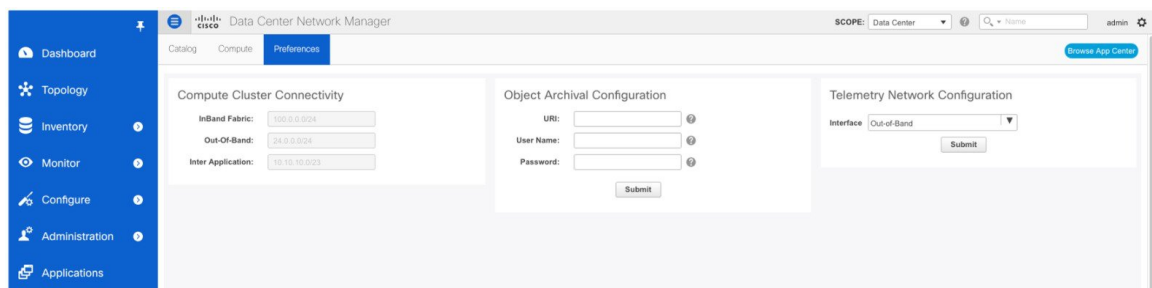 cisco Data Center Network Manager SCOPE: Data Center Name admin
Dashboard
Topology
Inventory
Monitor
Configure
Administration
Applications
Catalog Compute Preferences Browse App Center
Compute Cluster Connectivity
InBand Fabric: 100.0.0.0/24
Out-Of-Band: 24.0.0.0/24
Inter Application: 10.10.10.0/23
Object Archival Configuration
URI:
User Name:
Password:
Submit
Telemetry Network Configuration
Interface Out-of-Band
Submit